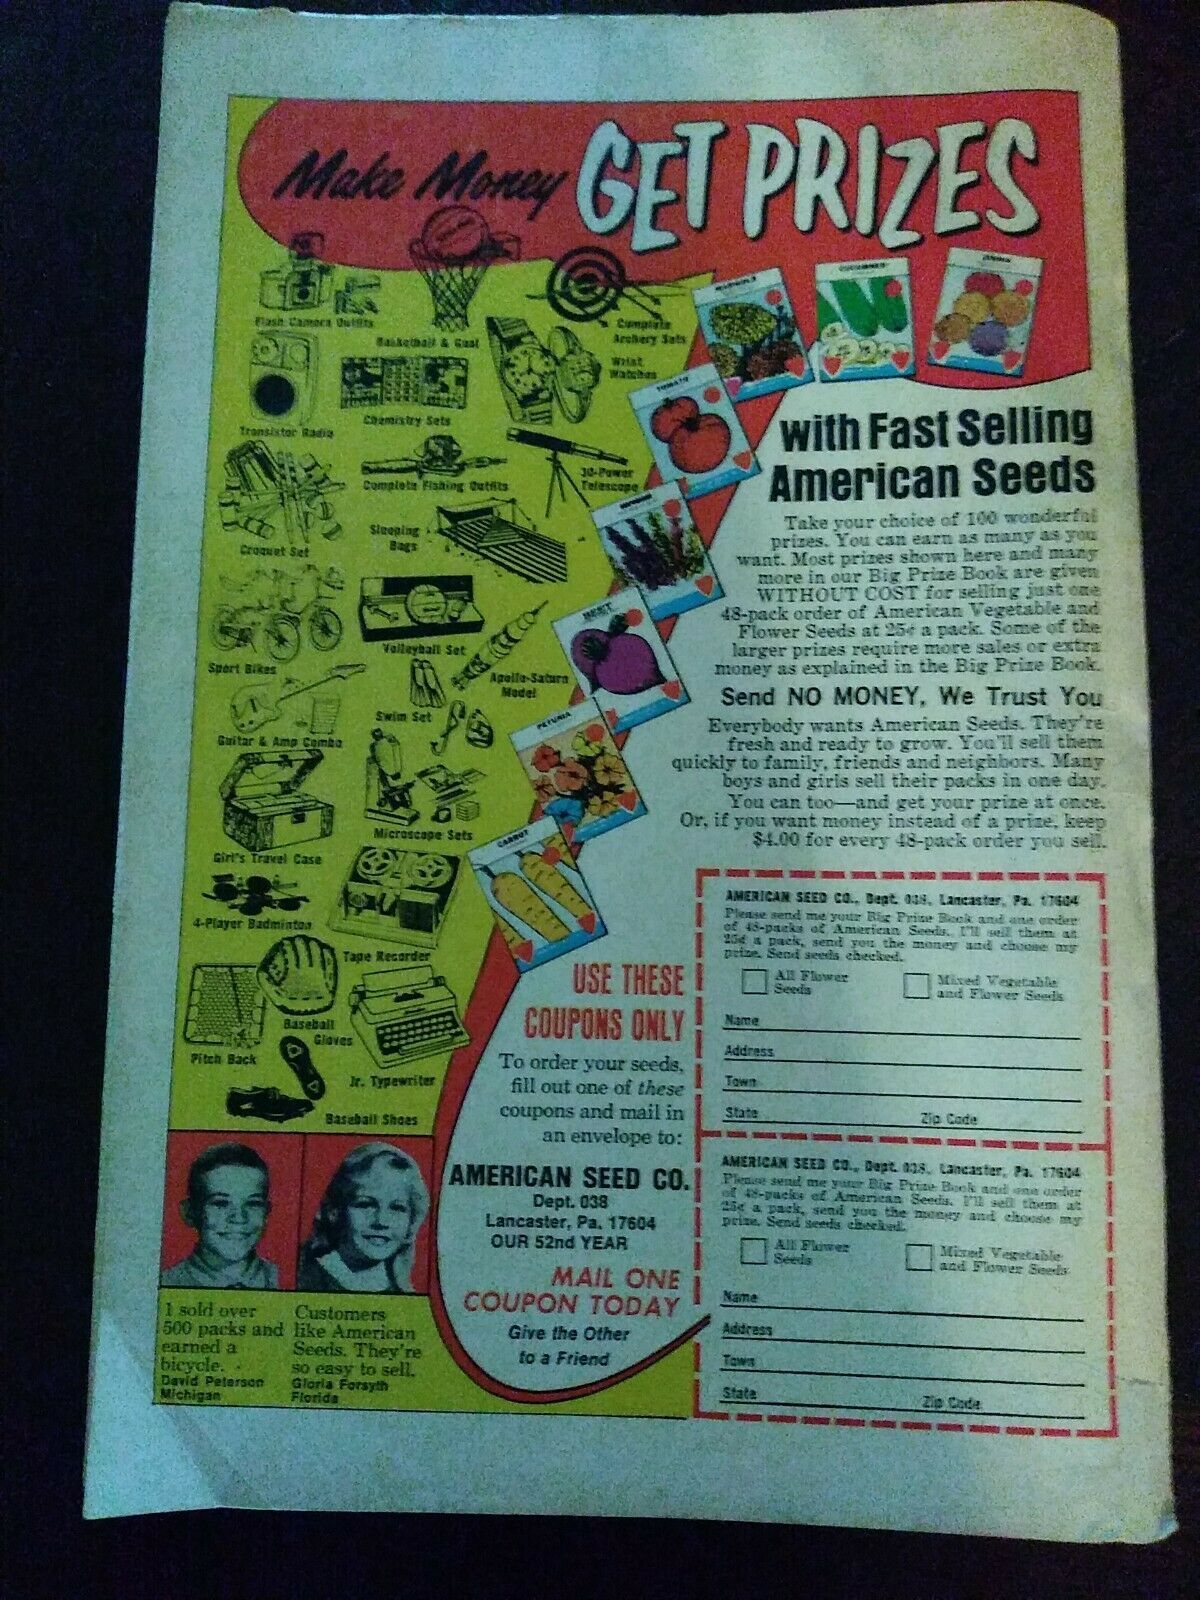 Make Money GET PRIZES
with Fast Selling
American Seeds
Take your choice of 100 wonderful
prizes. You can earn as many as you
want. Most prizes shown here and many
more in our Big Prize Book are given
WITHOUT COST for selling just one
48-pack order of American Vegetable and
Flower Seeds at 25¢ a pack. Some of the
larger prizes require more sales or extra
money as explained in the Big Prize Book.
Send NO MONEY, We Trust You
Everybody wants American Seeds. They're
fresh and ready to grow. You'll sell them
quickly to family, friends and neighbors. Many
boys and girls sell their packs in one day.
You can too—and get your prize at once.
Or, if you want money instead of a prize, keep
$4.00 for every 48-pack order you sell.
Flash Camera Outfits
Basketball & Goal
Complete
Archery Sets
Transistor Radio
Chemistry Sets
Wrist
Watches
Complete Fishing Outfits
30-Power
Telescope
Croquet Set
Sleeping
Bags
Sport Bikes
Volleyball Set
Apollo-Saturn
Model
Guitar & Amp Combo
Swim Set
Girl's Travel Case
Microscope Sets
4-Player Badminton
Tape Recorder
Pitch Back
Baseball
Gloves
Jr. Typewriter
Baseball Shoes
MARIGOLD
CUCUMBER
ZINNIA
TOMATO
BEET
PETUNIA
CARROT
USE THESE
COUPONS ONLY
To order your seeds,
fill out one of these
coupons and mail in
an envelope to:
AMERICAN SEED CO.
Dept. 038
Lancaster, Pa. 17604
OUR 52nd YEAR
MAIL ONE
COUPON TODAY
Give the Other
to a Friend
I sold over
500 packs and
earned a
bicycle.
David Peterson
Michigan
Customers
like American
Seeds. They're
so easy to sell.
Gloria Forsyth
Florida
AMERICAN SEED CO., Dept. 038, Lancaster, Pa. 17604
Please send me your Big Prize Book and one order
of 48-packs of American Seeds. I'll sell them at
25¢ a pack, send you the money and choose my
prize. Send seeds checked.
All Flower
Seeds
Mixed Vegetable
and Flower Seeds
Name
Address
Town
State Zip Code
AMERICAN SEED CO., Dept. 038, Lancaster, Pa. 17604
Please send me your Big Prize Book and one order
of 48-packs of American Seeds. I'll sell them at
25¢ a pack, send you the money and choose my
prize. Send seeds checked.
All Flower
Seeds
Mixed Vegetable
and Flower Seeds
Name
Address
Town
State Zip Code